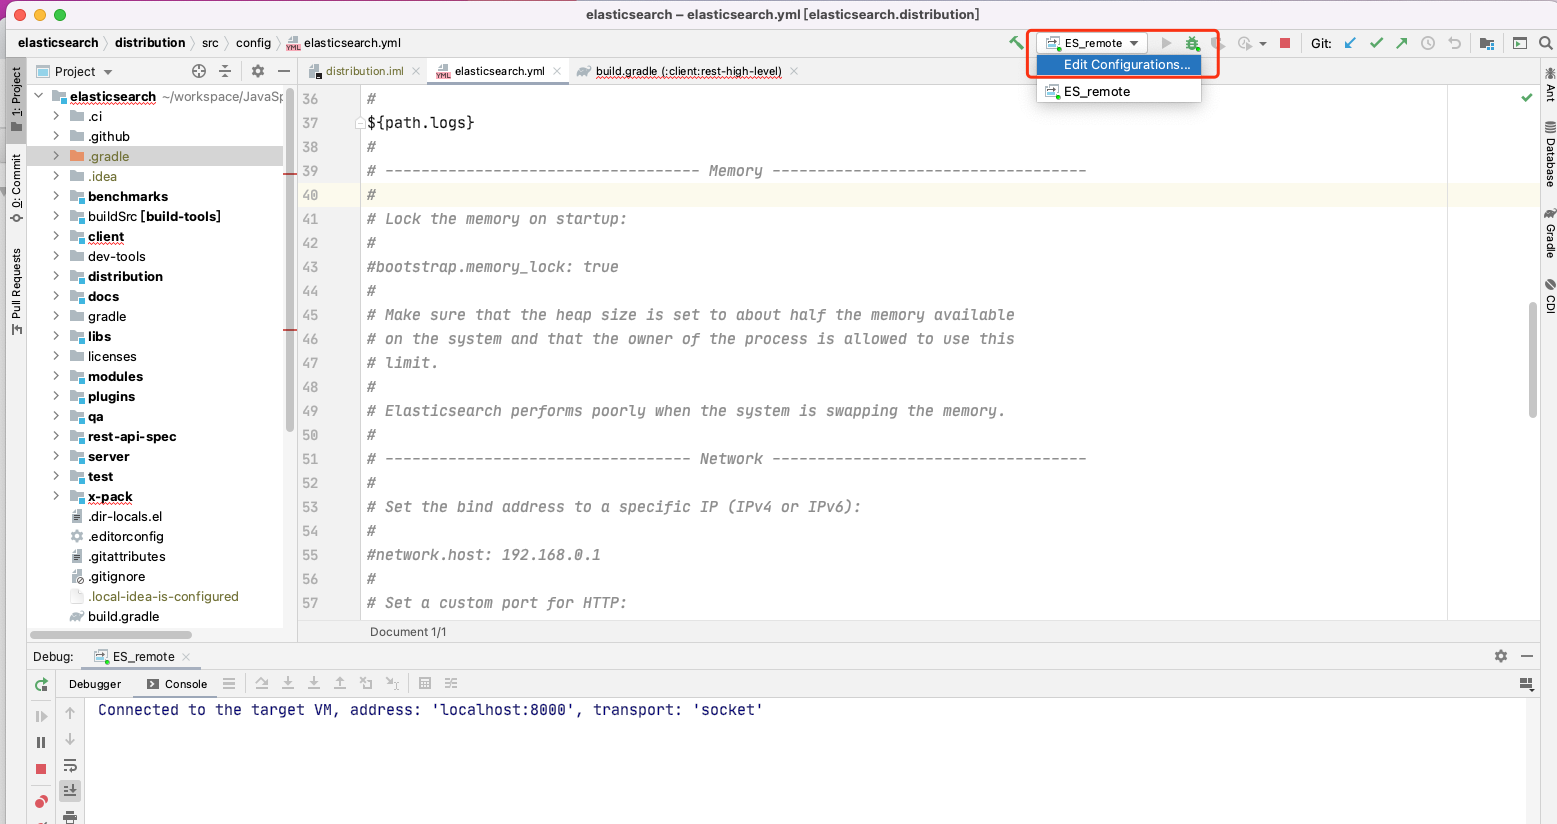 elasticsearch – elasticsearch.yml [elasticsearch.distribution]
elasticsearch distribution src config elasticsearch.yml
ES_remote
Git:
Edit Configurations...
ES_remote
1: Project
0: Commit
Pull Requests
Project
distribution.iml
elasticsearch.yml
build.gradle (:client:rest-high-level)
elasticsearch ~/workspace/JavaSp
.ci
.github
.gradle
.idea
benchmarks
buildSrc [build-tools]
client
dev-tools
distribution
docs
gradle
libs
licenses
modules
plugins
qa
rest-api-spec
server
test
x-pack
.dir-locals.el
.editorconfig
.gitattributes
.gitignore
.local-idea-is-configured
build.gradle
36 #
37 ${path.logs}
38 #
39 # ----------------------------------- Memory -----------------------------------
40 #
41 # Lock the memory on startup:
42 #
43 #bootstrap.memory_lock: true
44 #
45 # Make sure that the heap size is set to about half the memory available
46 # on the system and that the owner of the process is allowed to use this
47 # limit.
48 #
49 # Elasticsearch performs poorly when the system is swapping the memory.
50 #
51 # ---------------------------------- Network -----------------------------------
52 #
53 # Set the bind address to a specific IP (IPv4 or IPv6):
54 #
55 #network.host: 192.168.0.1
56 #
57 # Set a custom port for HTTP:
Document 1/1
Ant
Database
Gradle
CDI
Debug: ES_remote
Debugger Console
Connected to the target VM, address: 'localhost:8000', transport: 'socket'